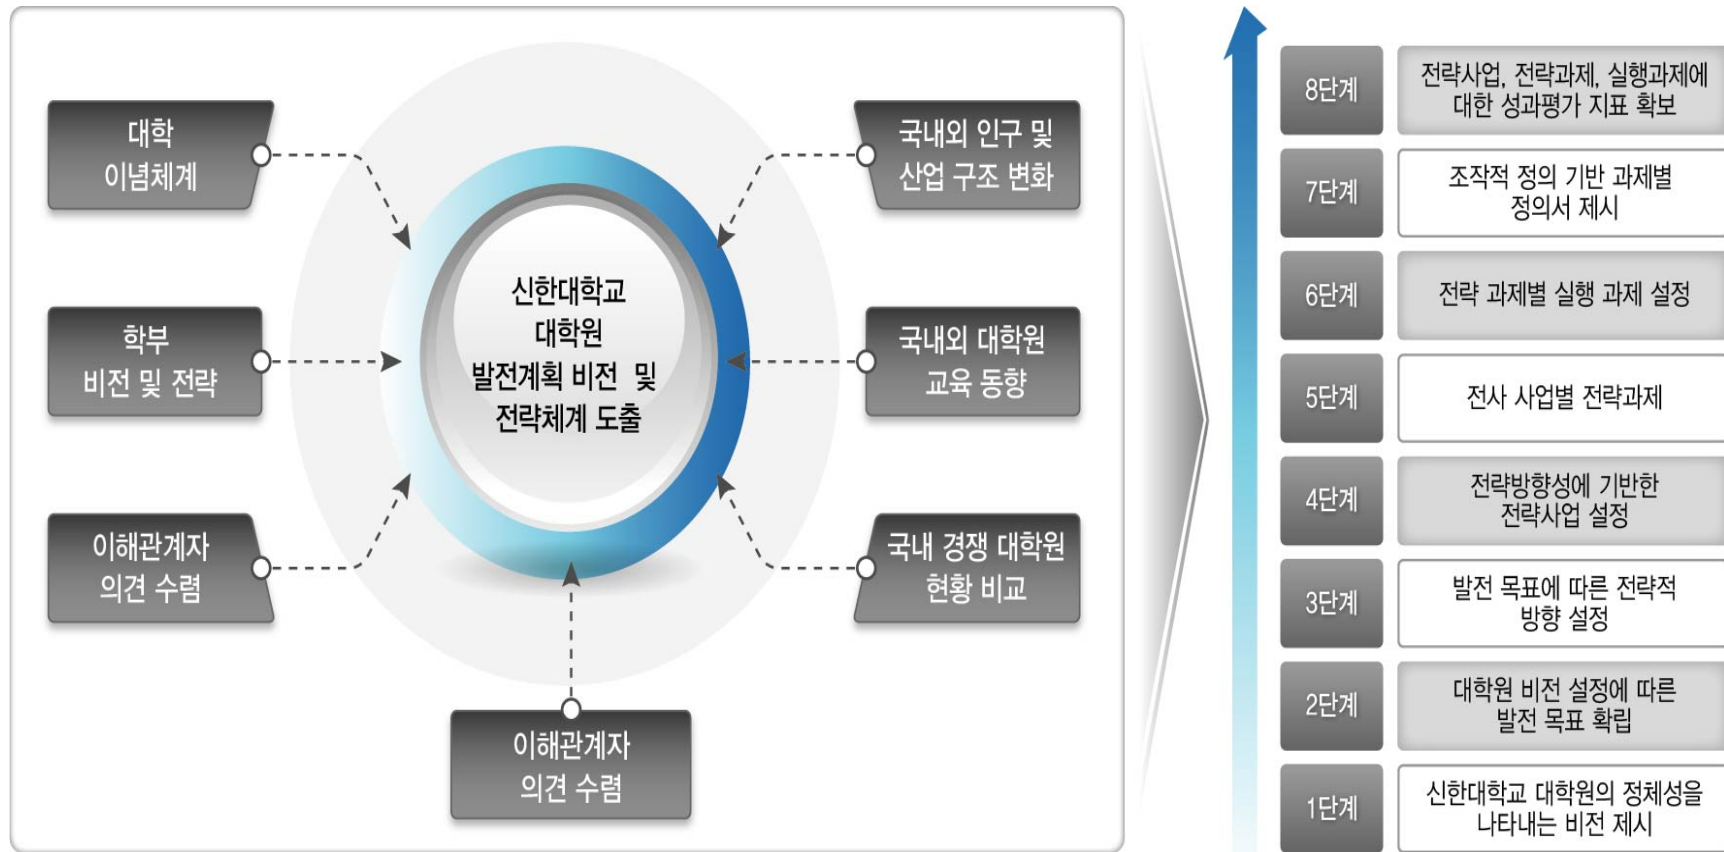 대학
이념체계
학부
비전 및 전략
이해관계자
의견 수렴
신한대학교
대학원
발전계획 비전 및
전략체계 도출
국내외 인구 및
산업 구조 변화
국내외 대학원
교육 동향
국내 경쟁 대학원
현황 비교
이해관계자
의견 수렴
8단계
전략사업, 전략과제, 실행과제에
대한 성과평가 지표 확보
7단계
조작적 정의 기반 과제별
정의서 제시
6단계
전략 과제별 실행 과제 설정
5단계
전사 사업별 전략과제
4단계
전략방향성에 기반한
전략사업 설정
3단계
발전 목표에 따른 전략적
방향 설정
2단계
대학원 비전 설정에 따른
발전 목표 확립
1단계
신한대학교 대학원의 정체성을
나타내는 비전 제시